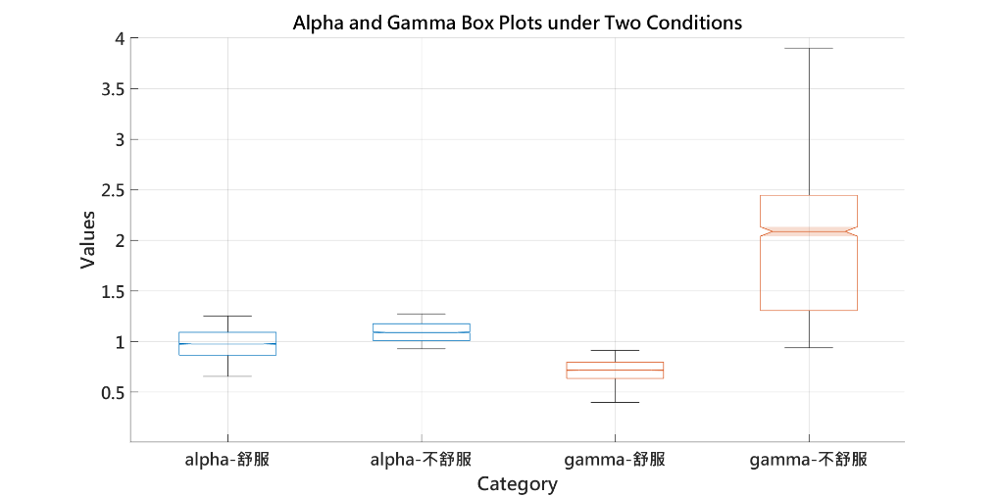 Alpha and Gamma Box Plots under Two Conditions
4
3.5
3
2.5
2
1.5
1
0.5
Values
alpha-舒服 alpha-不舒服 gamma-舒服 gamma-不舒服
Category